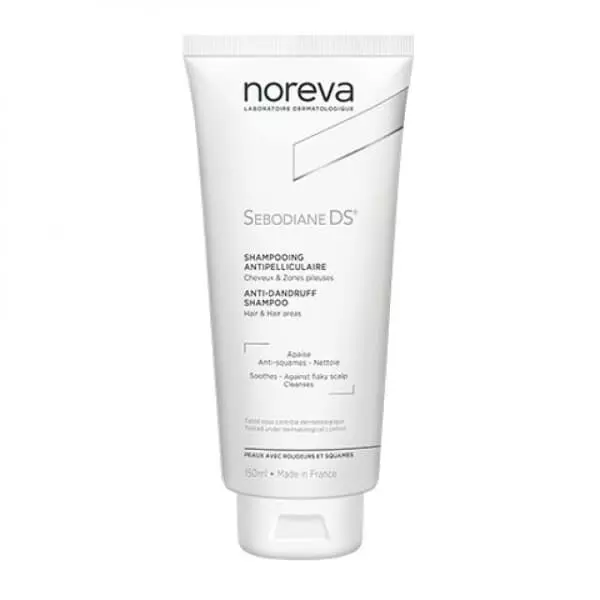 noreva
LABORATOIRE DERMATOLOGIQUE
SEBODIANE DS®
SHAMPOOING
ANTIPELLICULAIRE
Cheveux & Zones pileuses
ANTI-DANDRUFF
SHAMPOO
Hair & Hair areas
Apaise
Anti-squames - Nettoie
Soothes - Against flaky scalp
Cleanses
Testé sous contrôle dermatologique
Tested under dermatological control
PEAUX AVEC ROUGEURS ET SQUAMES
150ml • Made in France